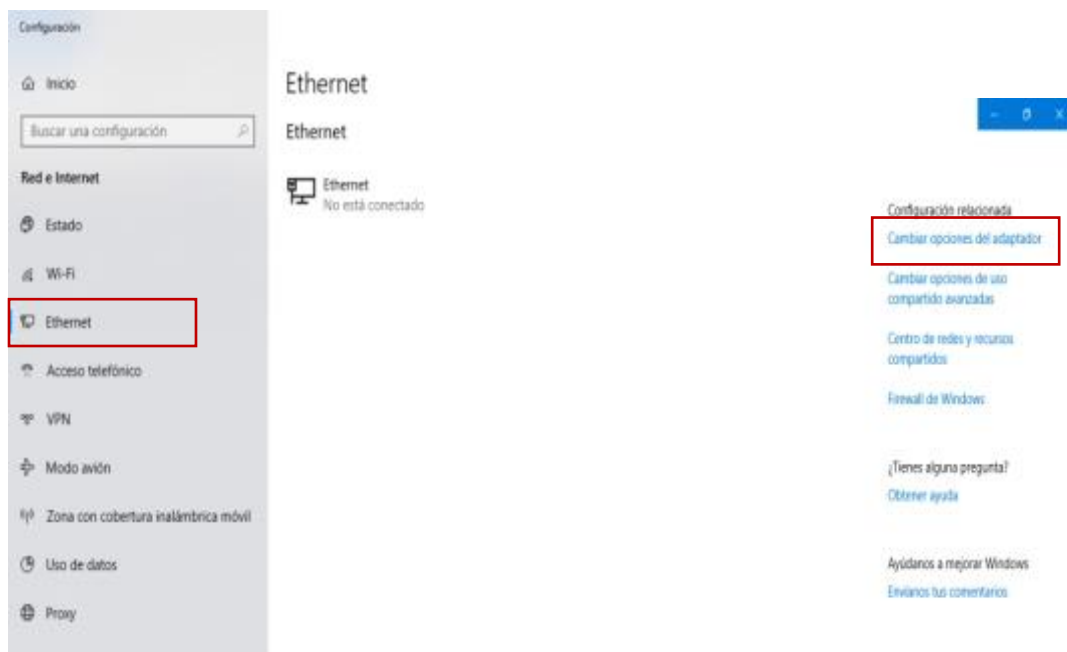 Configuración
Inicio
Buscar una configuración
Red e Internet
Estado
Wi-Fi
Ethernet
Acceso telefónico
VPN
Modo avión
Zona con cobertura inalámbrica móvil
Uso de datos
Proxy
Ethernet
Ethernet
Ethernet
No está conectado
Configuración relacionada
Cambiar opciones del adaptador
Cambiar opciones de uso
compartido avanzadas
Centro de redes y recursos
compartidos
Firewall de Windows
¿Tienes alguna pregunta?
Obtener ayuda
Ayúdanos a mejorar Windows
Envíanos tus comentarios